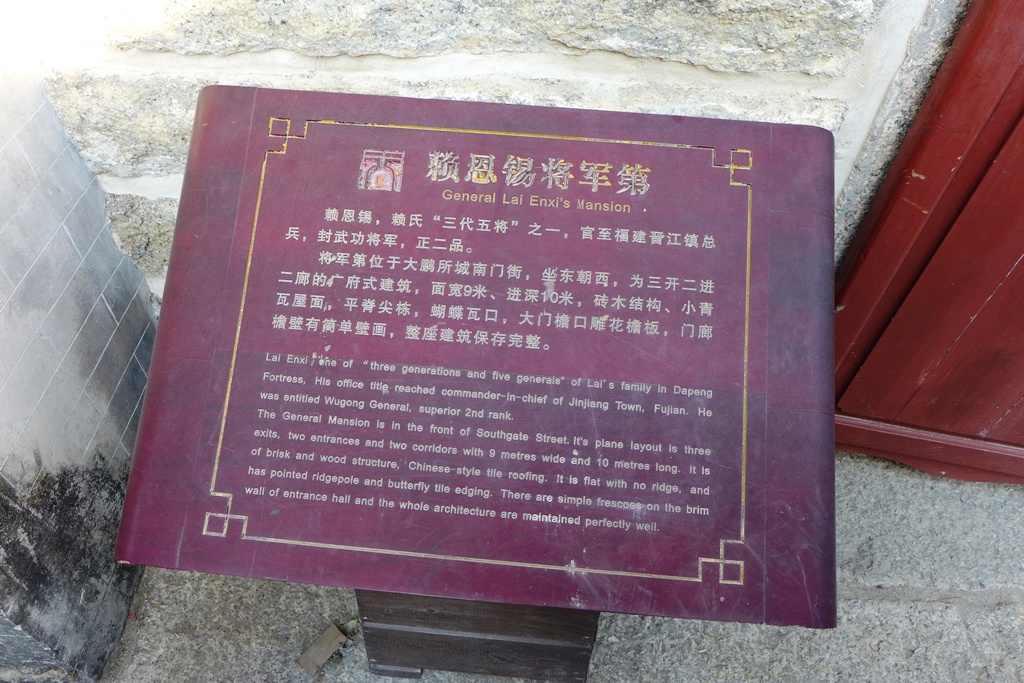 赖恩锡将军第
General Lai Enxi's Mansion
赖恩锡，赖氏“三代五将”之一，官至福建晋江镇总
兵，封武功将军，正二品。
将军第位于大鹏所城南门街，坐东朝西，为三开二进
二廊的广府式建筑，面宽9米、进深10米，砖木结构、小青
瓦屋面，平脊尖栋，蝴蝶瓦口，大门檐口雕花檐板，门廊
檐壁有简单壁画，整座建筑保存完整。
Lai Enxi, one of "three generations and five generals" of Lai's family in Dapeng
Fortress. His office title reached commander-in-chief of Jinjiang Town, Fujian. He
was entitled Wugong General, superior 2nd rank.
The General Mansion is in the front of Southgate Street. It's plane layout is three
exits, two entrances and two corridors with 9 metres wide and 10 metres long. It is
of brisk and wood structure, Chinese-style tile roofing. It is flat with no ridge, and
has pointed ridgepole and butterfly tile edging. There are simple frescoes on the brim
wall of entrance hall and the whole architecture are maintained perfectly well.